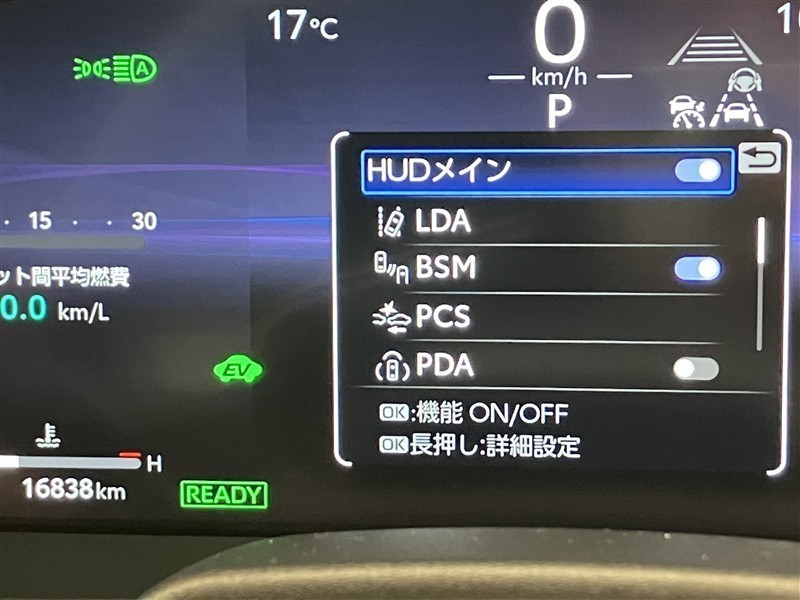 17℃
0
km/h
P
A
HUDメイン
LDA
BSM
PCS
PDA
OK:機能 ON/OFF
OK長押し:詳細設定
15 30
ット間平均燃費
0.0 km/L
EV
H
16838km
READY